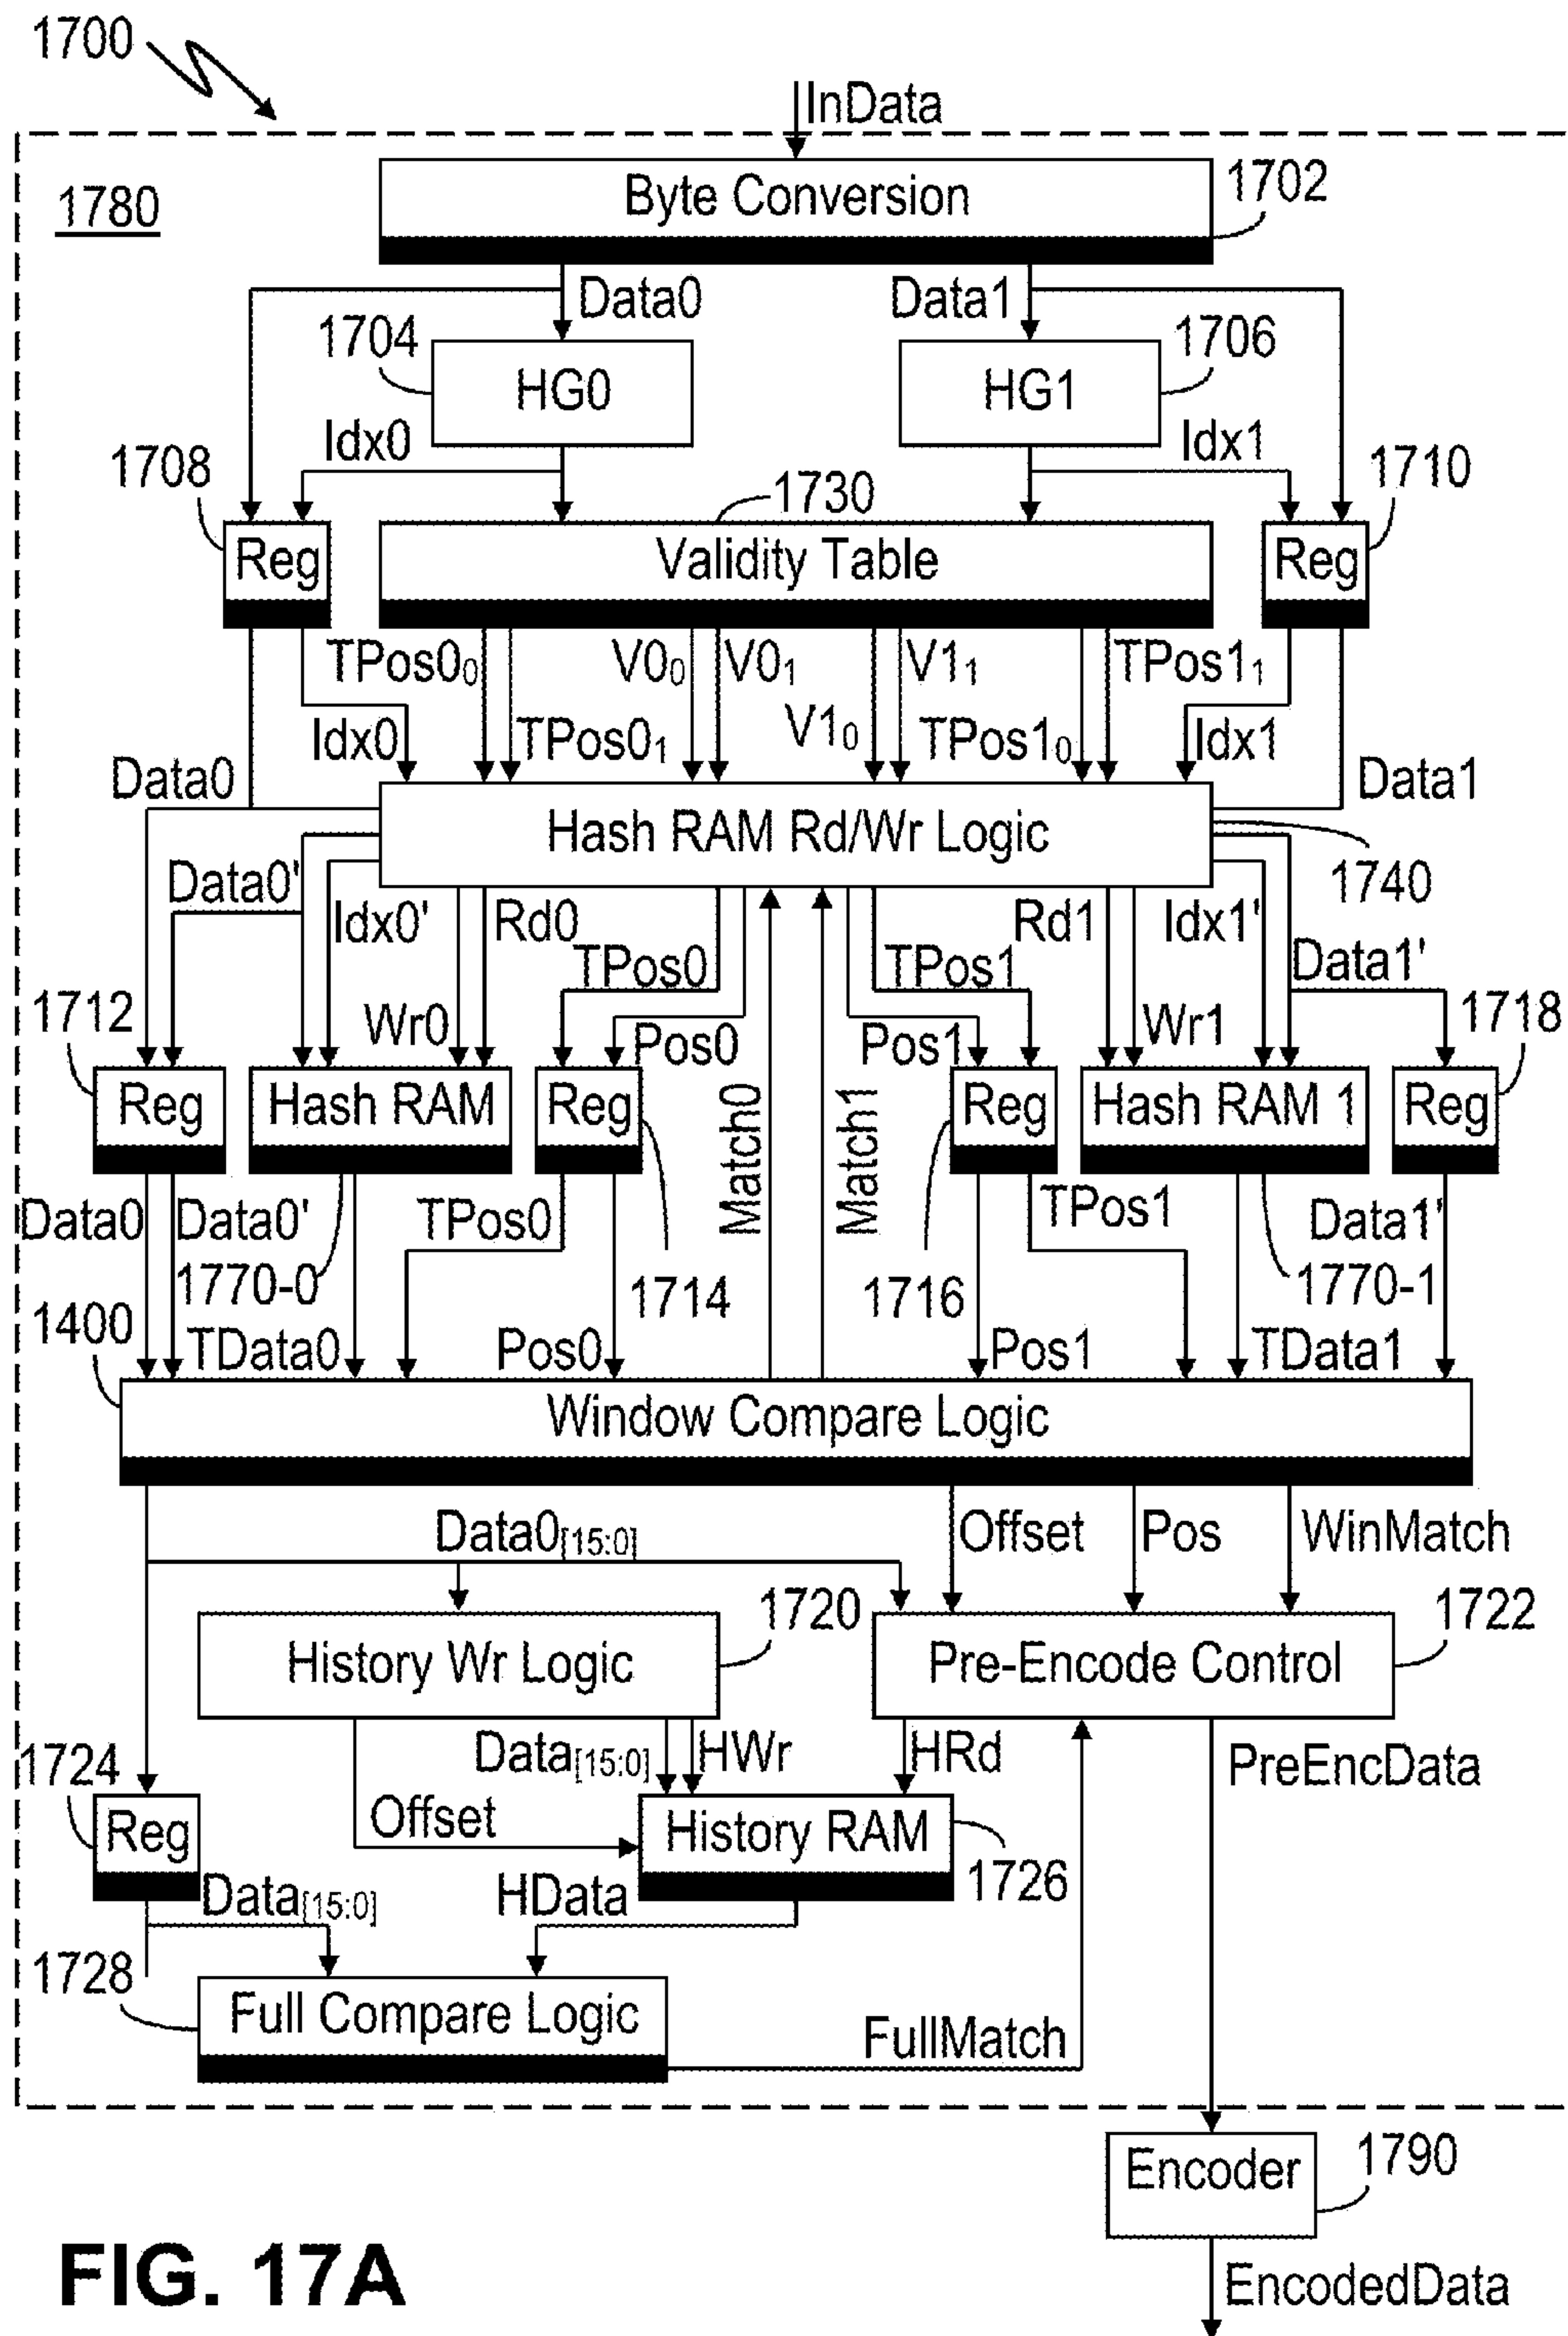 1700
InData
1780
Byte Conversion
1702
Data0
Data1
1704
HG0
HG1
1706
Idx0
Idx1
1708
1730
1710
Reg
Validity Table
Reg
TPos0₀
V0₀
V0₁
V1₁
TPos1₁
Idx0
TPos0₁
V1₀
TPos1₀
Idx1
Data0
Data1
Hash RAM Rd/Wr Logic
1740
Data0'
Idx0'
Rd0
TPos0
TPos1
Rd1
Idx1'
Data1'
1712
Wr0
Pos0
Pos1
Wr1
1718
Reg
Hash RAM
Reg
Match0
Match1
Reg
Hash RAM 1
Reg
Data0
Data0'
TPos0
TPos1
Data1'
1770-0
1714
1716
1770-1
1400
TData0
Pos0
Pos1
TData1
Window Compare Logic
Data0[15:0]
Offset
Pos
WinMatch
1720
1722
History Wr Logic
Pre-Encode Control
1724
Data[15:0]
HWr
HRd
PreEncData
Reg
Offset
History RAM
1726
Data[15:0]
HData
1728
Full Compare Logic
FullMatch
Encoder
1790
FIG. 17A
EncodedData